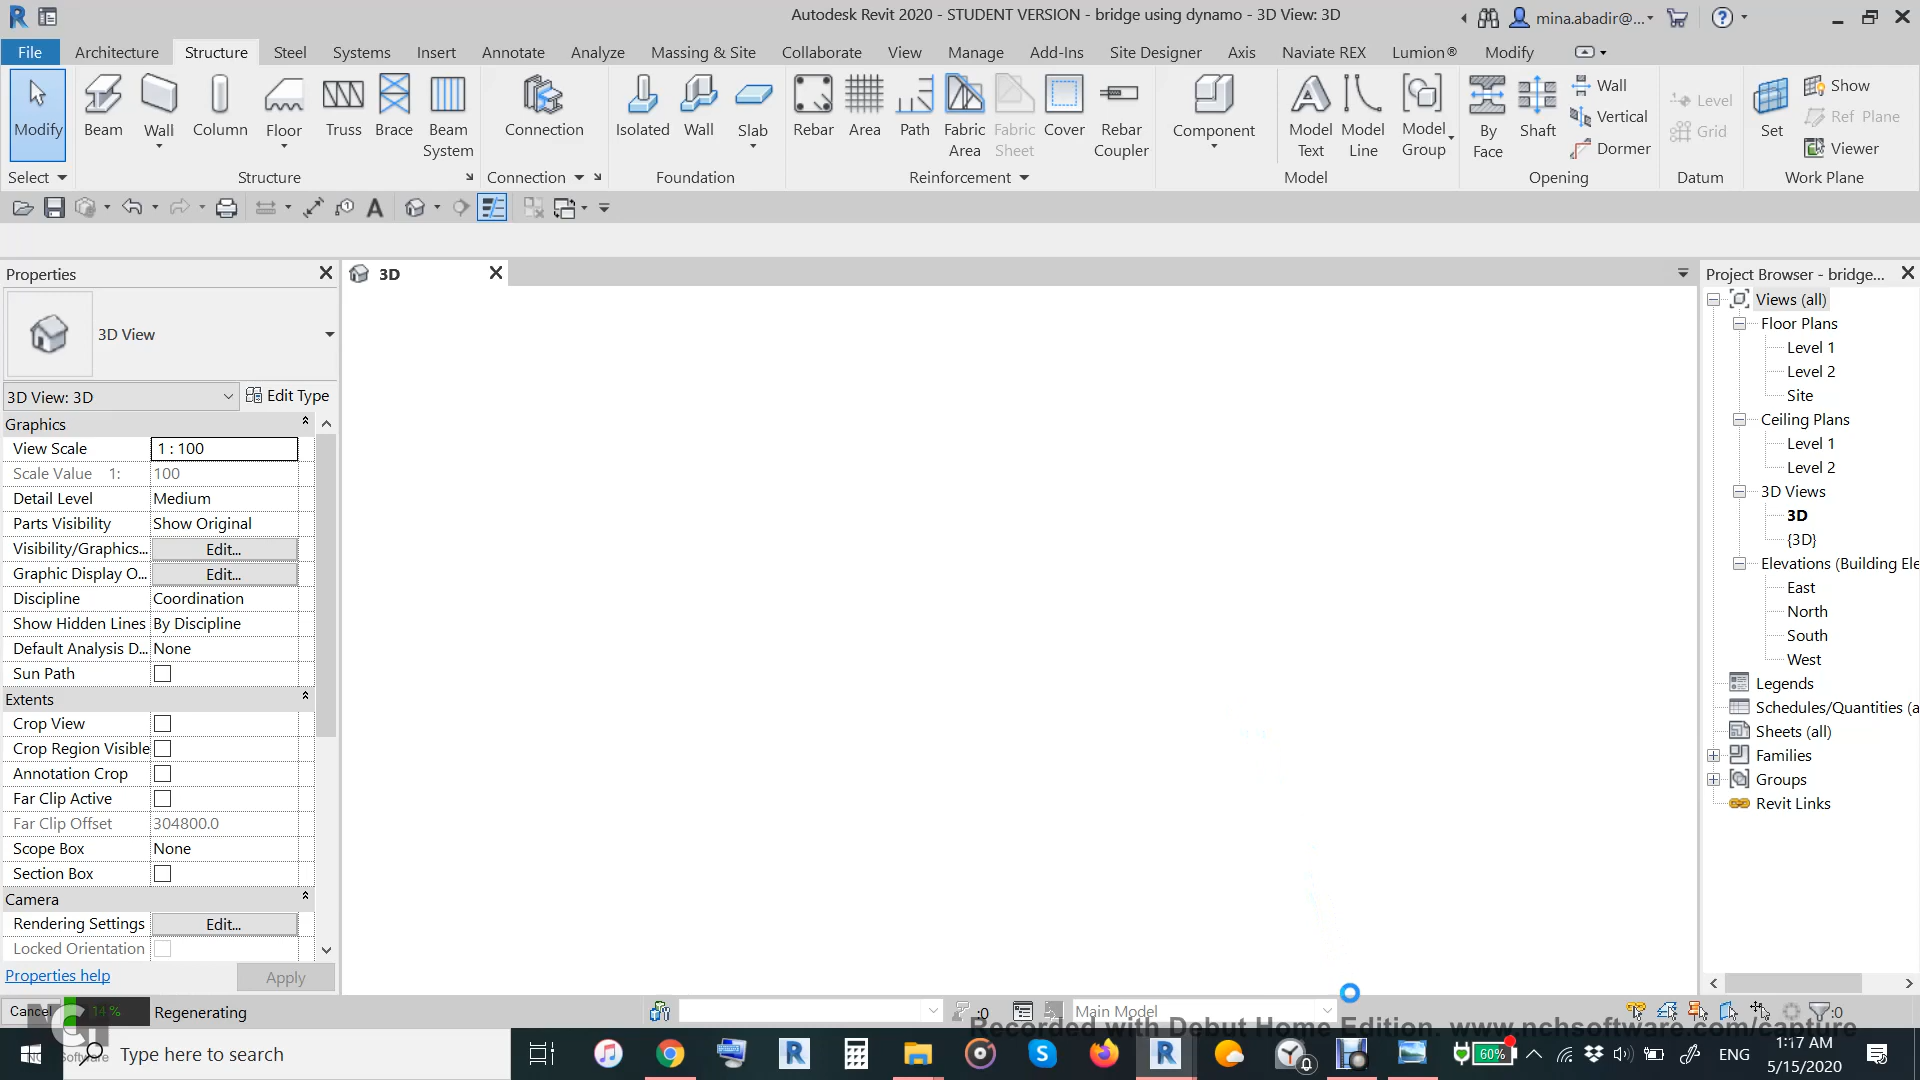 Autodesk Revit 2020 - STUDENT VERSION - bridge using dynamo - 3D View: 3D
mina.abadir@...
File Architecture Structure Steel Systems Insert Annotate Analyze Massing & Site Collaborate View Manage Add-Ins Site Designer Axis Naviate REX Lumion® Modify
Modify Beam Wall Column Floor Truss Brace Beam System Connection Isolated Wall Slab Rebar Area Path Fabric Area Fabric Sheet Cover Rebar Coupler Component Model Text Model Line Model Group By Face Shaft Wall Vertical Dormer Level Grid Set Show Ref Plane Viewer
Select Structure Connection Foundation Reinforcement Model Opening Datum Work Plane
Properties
3D
Project Browser - bridge...
3D View
3D View: 3D Edit Type
Graphics
View Scale 1 : 100
Scale Value 1: 100
Detail Level Medium
Parts Visibility Show Original
Visibility/Graphics... Edit...
Graphic Display O... Edit...
Discipline Coordination
Show Hidden Lines By Discipline
Default Analysis D... None
Sun Path
Extents
Crop View
Crop Region Visible
Annotation Crop
Far Clip Active
Far Clip Offset 304800.0
Scope Box None
Section Box
Camera
Rendering Settings Edit...
Locked Orientation
Properties help Apply
Views (all)
Floor Plans
Level 1
Level 2
Site
Ceiling Plans
Level 1
Level 2
3D Views
3D
{3D}
Elevations (Building Ele
East
North
South
West
Legends
Schedules/Quantities (a
Sheets (all)
Families
Groups
Revit Links
Cancel 14% Regenerating
:0 Main Model :0
Recorded with Debut Home Edition. www.nchsoftware.com/capture
Software
Type here to search
60% ENG
1:17 AM
5/15/2020